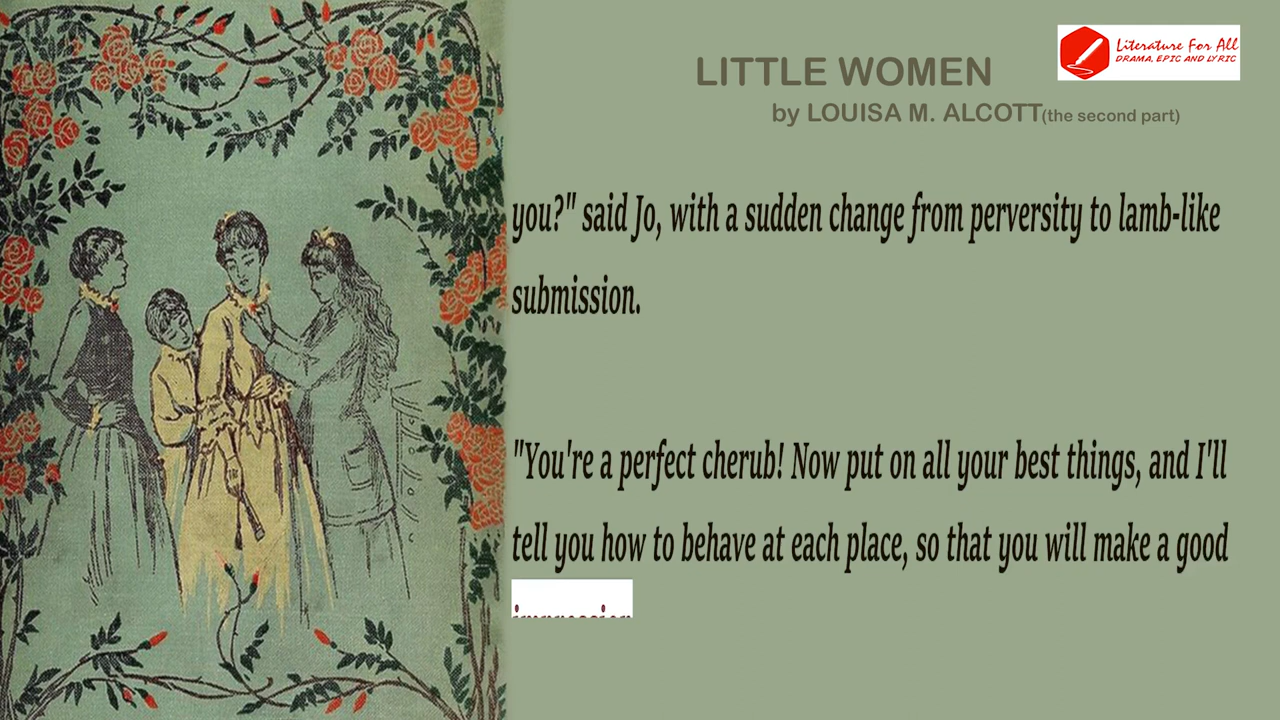 LITTLE WOMEN
by LOUISA M. ALCOTT(the second part)
Literature For All
DRAMA, EPIC AND LYRIC
you?" said Jo, with a sudden change from perversity to lamb-like
submission.
"You're a perfect cherub! Now put on all your best things, and I'll
tell you how to behave at each place, so that you will make a good